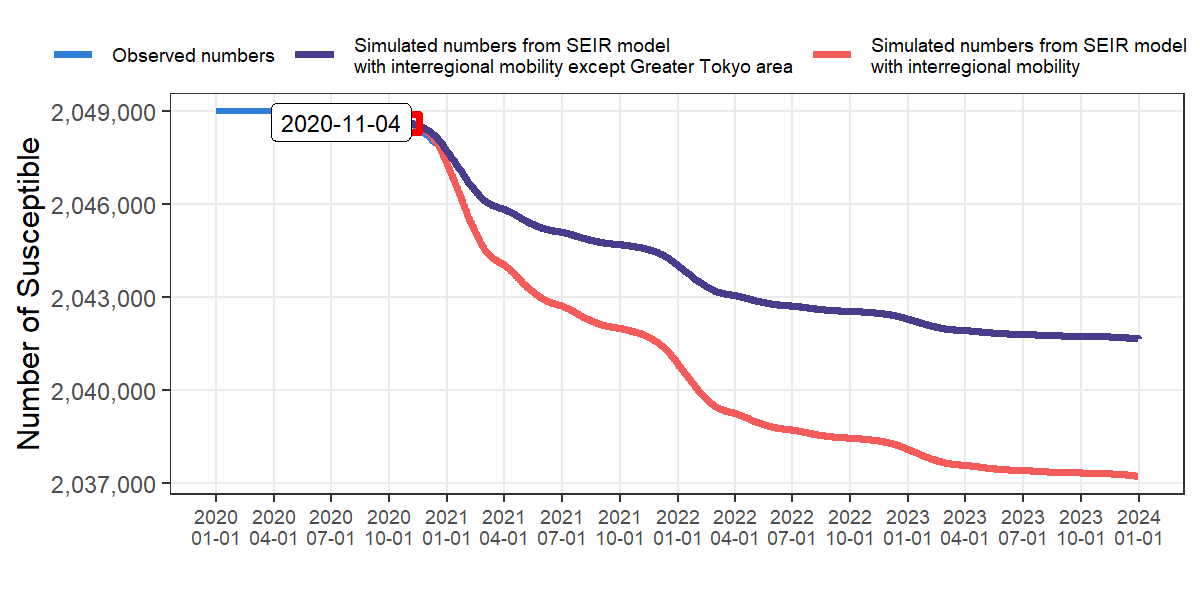 Observed numbers
Simulated numbers from SEIR model
with interregional mobility except Greater Tokyo area
Simulated numbers from SEIR model
with interregional mobility
Number of Susceptible
2,049,000
2,046,000
2,043,000
2,040,000
2,037,000
2020-11-04
2020 2020 2020 2020 2021 2021 2021 2021 2022 2022 2022 2022 2023 2023 2023 2023 2024
01-01 04-01 07-01 10-01 01-01 04-01 07-01 10-01 01-01 04-01 07-01 10-01 01-01 04-01 07-01 10-01 01-01